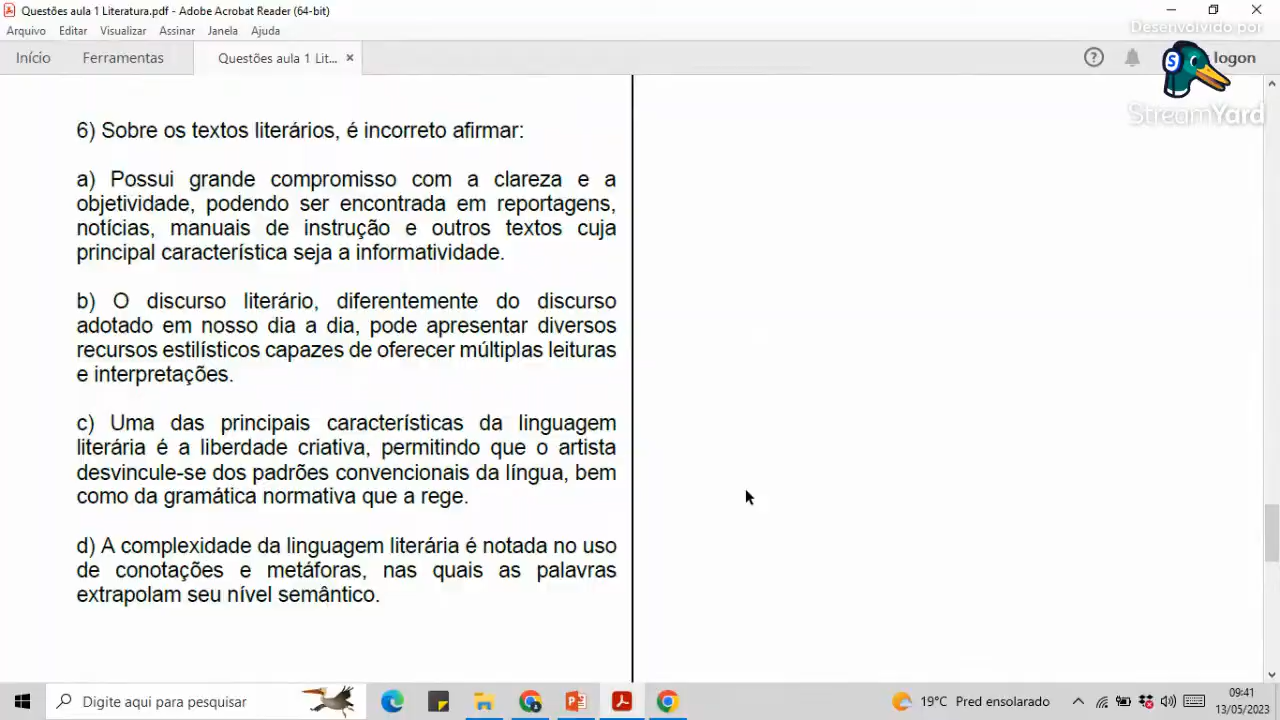 Questões aula 1 Literatura.pdf - Adobe Acrobat Reader (64-bit)
Desenvolvido por
Arquivo Editar Visualizar Assinar Janela Ajuda
Início Ferramentas Questões aula 1 Lit... × logon
StreamYard
6) Sobre os textos literários, é incorreto afirmar:
a) Possui grande compromisso com a clareza e a
objetividade, podendo ser encontrada em reportagens,
notícias, manuais de instrução e outros textos cuja
principal característica seja a informatividade.
b) O discurso literário, diferentemente do discurso
adotado em nosso dia a dia, pode apresentar diversos
recursos estilísticos capazes de oferecer múltiplas leituras
e interpretações.
c) Uma das principais características da linguagem
literária é a liberdade criativa, permitindo que o artista
desvincule-se dos padrões convencionais da língua, bem
como da gramática normativa que a rege.
d) A complexidade da linguagem literária é notada no uso
de conotações e metáforas, nas quais as palavras
extrapolam seu nível semântico.
Digite aqui para pesquisar 19°C Pred ensolarado 09:41
13/05/2023